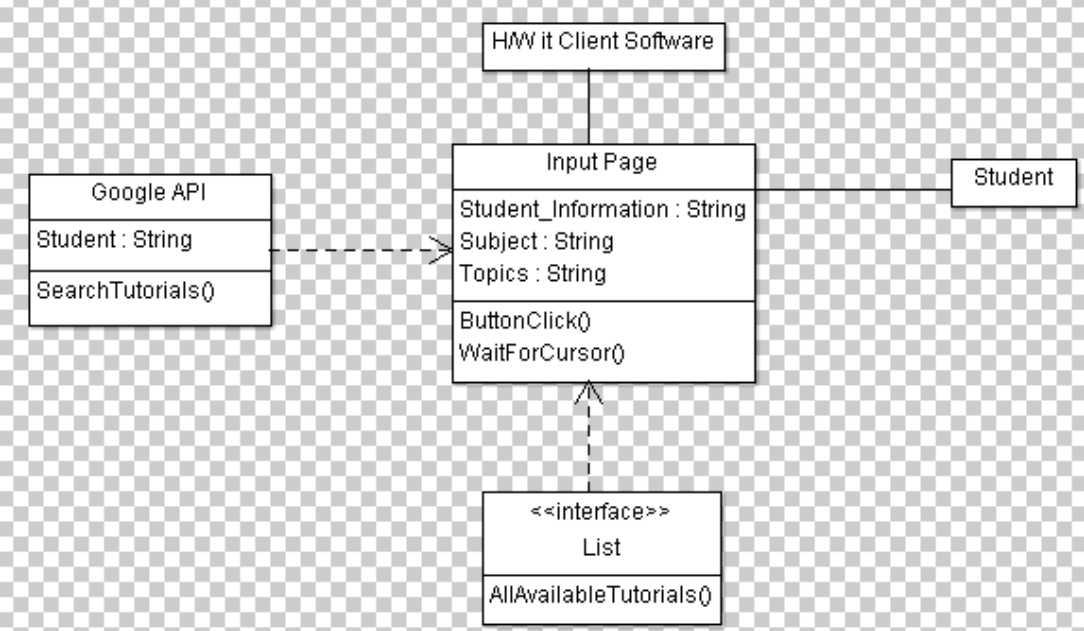 H/W it Client Software
Input Page
Student_Information : String
Subject : String
Topics : String
ButtonClick()
WaitForCursor()
Google API
Student : String
SearchTutorials()
Student
<<interface>>
List
AllAvailableTutorials()